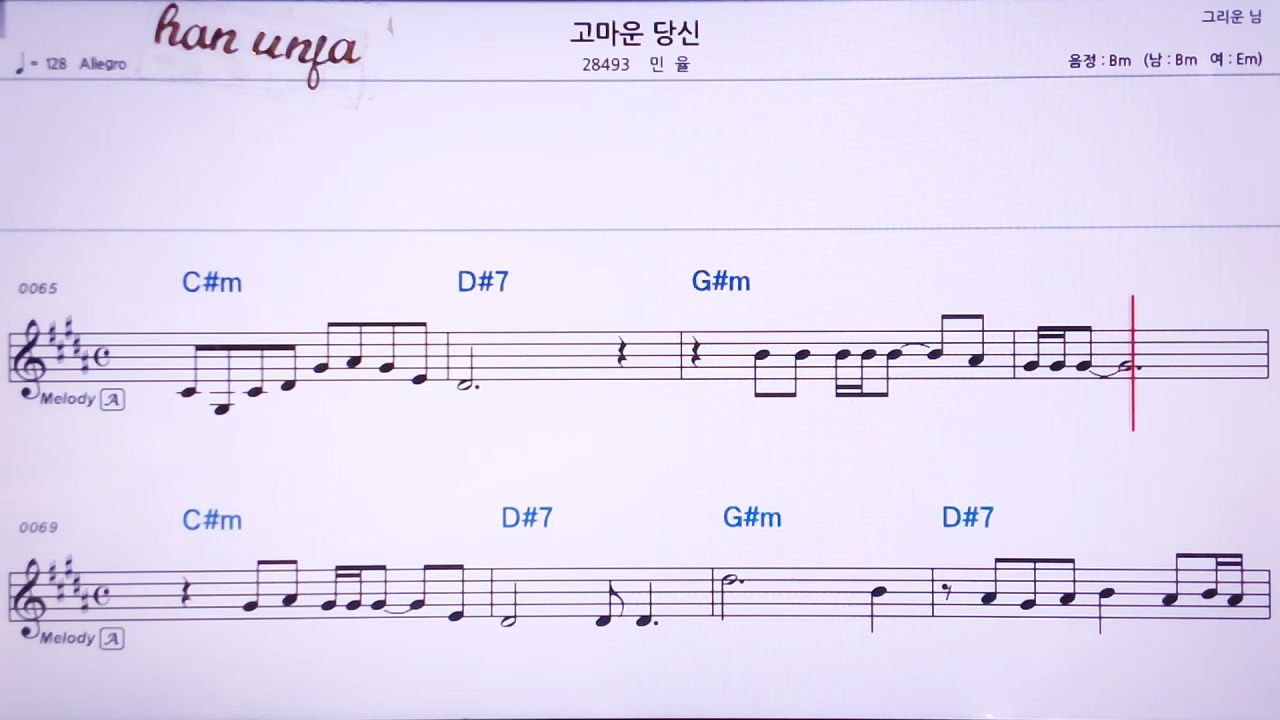 han unja
고마운 당신
그리운 님
♩= 128 Allegro
28493 민 율
음정 : Bm (남 : Bm 여 : Em)
C#m D#7 G#m
0065
Melody A
C#m D#7 G#m D#7
0069
Melody A